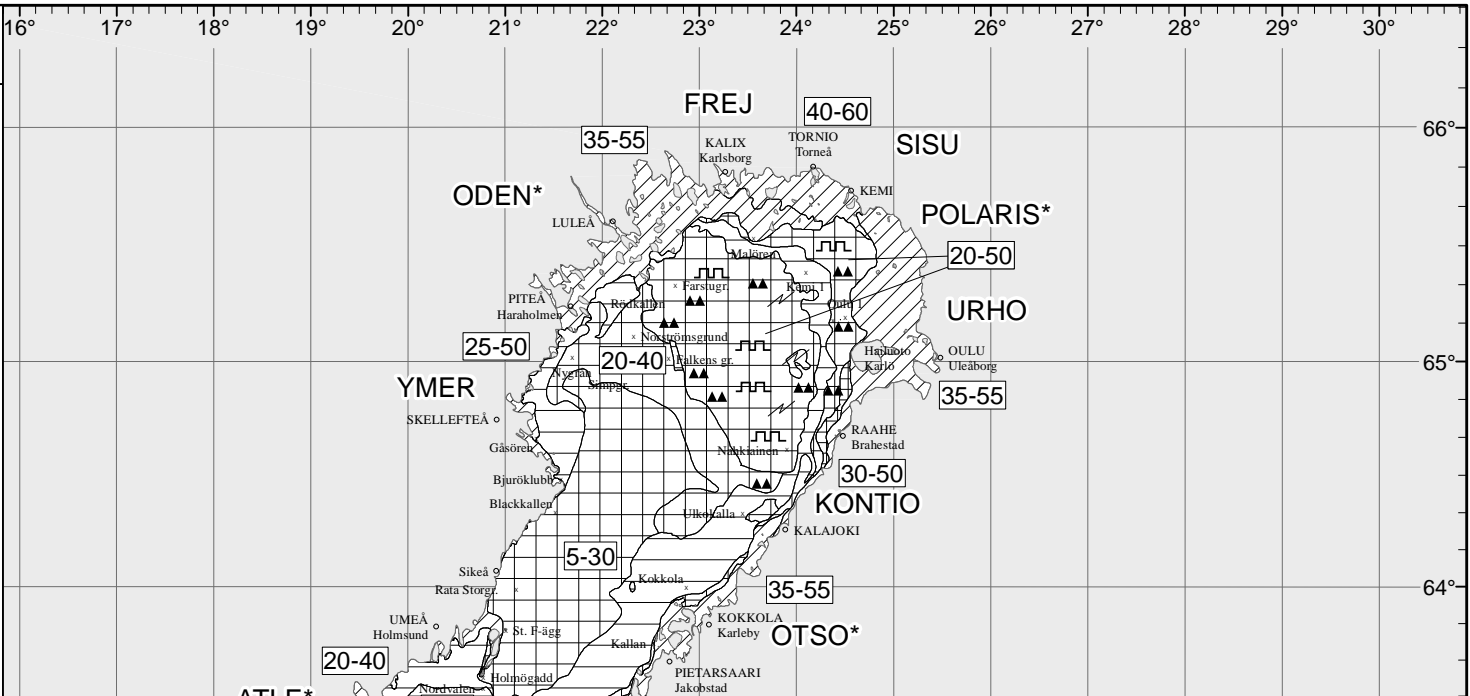 16° 18° 19° 20° 21° 22° 23° 24° 25° 26° 27° 28° 29° 30°
FREJ
40-60
35-55
KALIX
Karlsborg
TORNIO
Torneå
66°
SISU
ODEN*
KEMI
LULEÅ
POLARIS*
20-50
Malören
Kemi 1
Farstugr.
PITEÅ
Haraholmen
Rödkallen
Oulu 1
URHO
Norströmsgrund
25-50
20-40
Falkens gr.
Hailuoto
Karlö
OULU
Uleåborg
65°
Nygrån
Simpgr.
YMER
35-55
SKELLEFTEÅ
RAAHE
Brahestad
Gåsören
Nahkiainen
Bjuröklubb
30-50
Blackkallen
KONTIO
Ulkokalla
KALAJOKI
5-30
Sikeå
Kokkola
64°
Rata Storgr.
35-55
UMEÅ
Holmsund
St. F-ägg
KOKKOLA
Karleby
OTSO*
Kallan
20-40
PIETARSAARI
Jakobstad
Holmögadd
Nordvalen
ATLE*